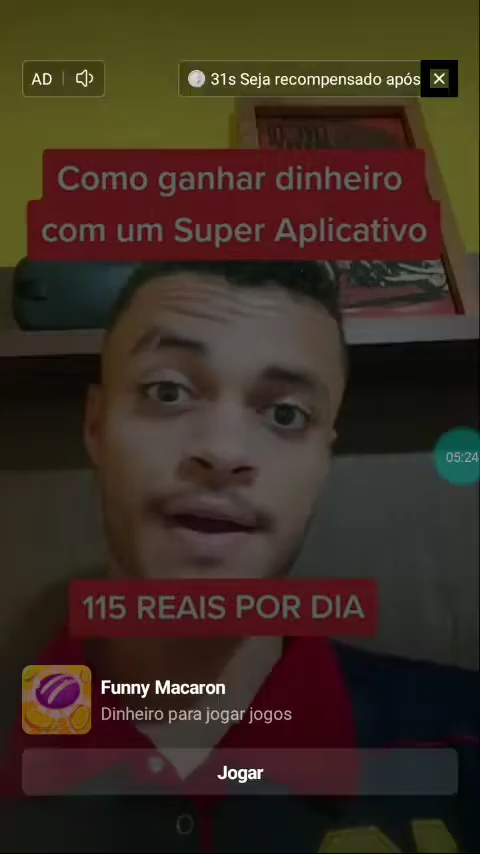 AD
31s Seja recompensado após
Como ganhar dinheiro
com um Super Aplicativo
05:24
115 REAIS POR DIA
Funny Macaron
Dinheiro para jogar jogos
Jogar